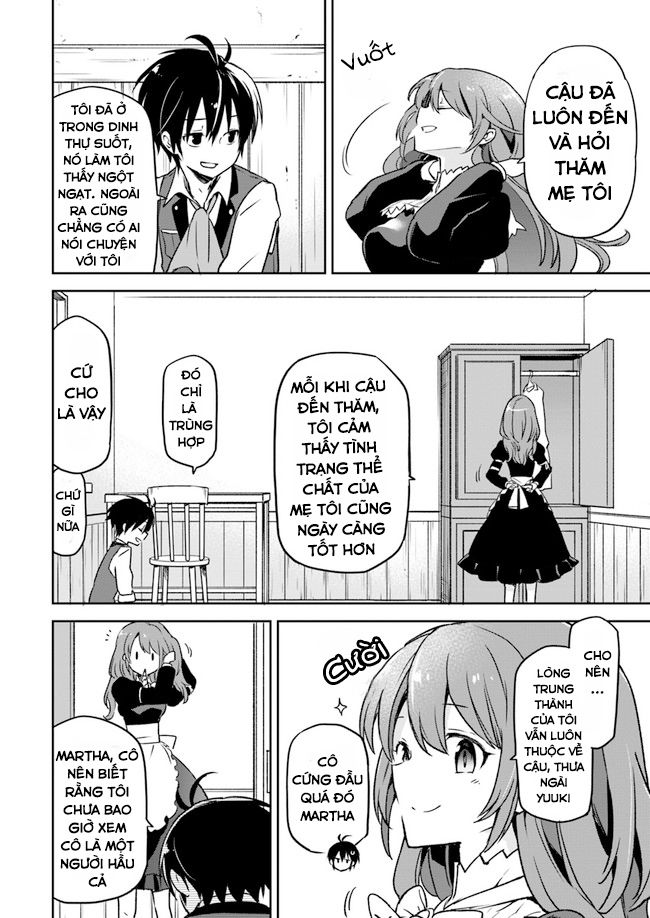 Vuốt
CẬU ĐÃ
LUÔN ĐẾN
VÀ HỎI
THĂM
MẸ TÔI
TÔI ĐÃ Ở
TRONG DINH
THỰ SUỐT,
NÓ LÀM TÔI
THẤY NGỘT
NGẠT. NGOÀI
RA CŨNG
CHẲNG CÓ AI
NÓI CHUYỆN
VỚI TÔI
MỖI KHI CẬU
ĐẾN THĂM,
TÔI CẢM
THẤY TÌNH
TRẠNG THỂ
CHẤT CỦA
MẸ TÔI CŨNG
NGÀY CÀNG
TỐT HƠN
ĐÓ
CHỈ
LÀ
TRÙNG
HỢP
CỨ
CHO
LÀ VẬY
CHỨ
GÌ
NỮA
CHO
NÊN
...
LÒNG
TRUNG
THÀNH
CỦA TÔI
VẪN LUÔN
THUỘC VỀ
CẬU, THƯA
NGÀI
YUUKI
Cười
CÔ
CỨNG ĐẦU
QUÁ ĐÓ
MARTHA
MARTHA, CÔ
NÊN BIẾT
RẰNG TÔI
CHƯA BAO
GIỜ XEM
CÔ LÀ MỘT
NGƯỜI HẦU
CẢ